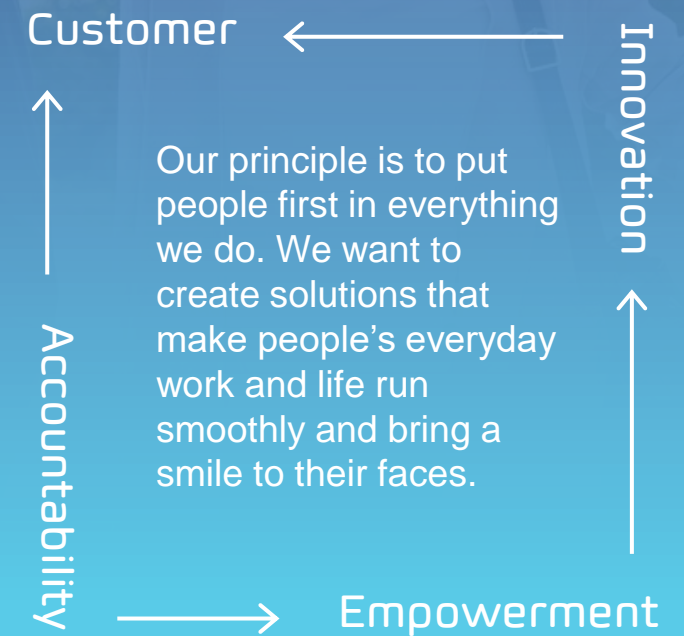 Customer
Innovation
Our principle is to put
people first in everything
we do. We want to
create solutions that
make people’s everyday
work and life run
smoothly and bring a
smile to their faces.
Accountability
Empowerment